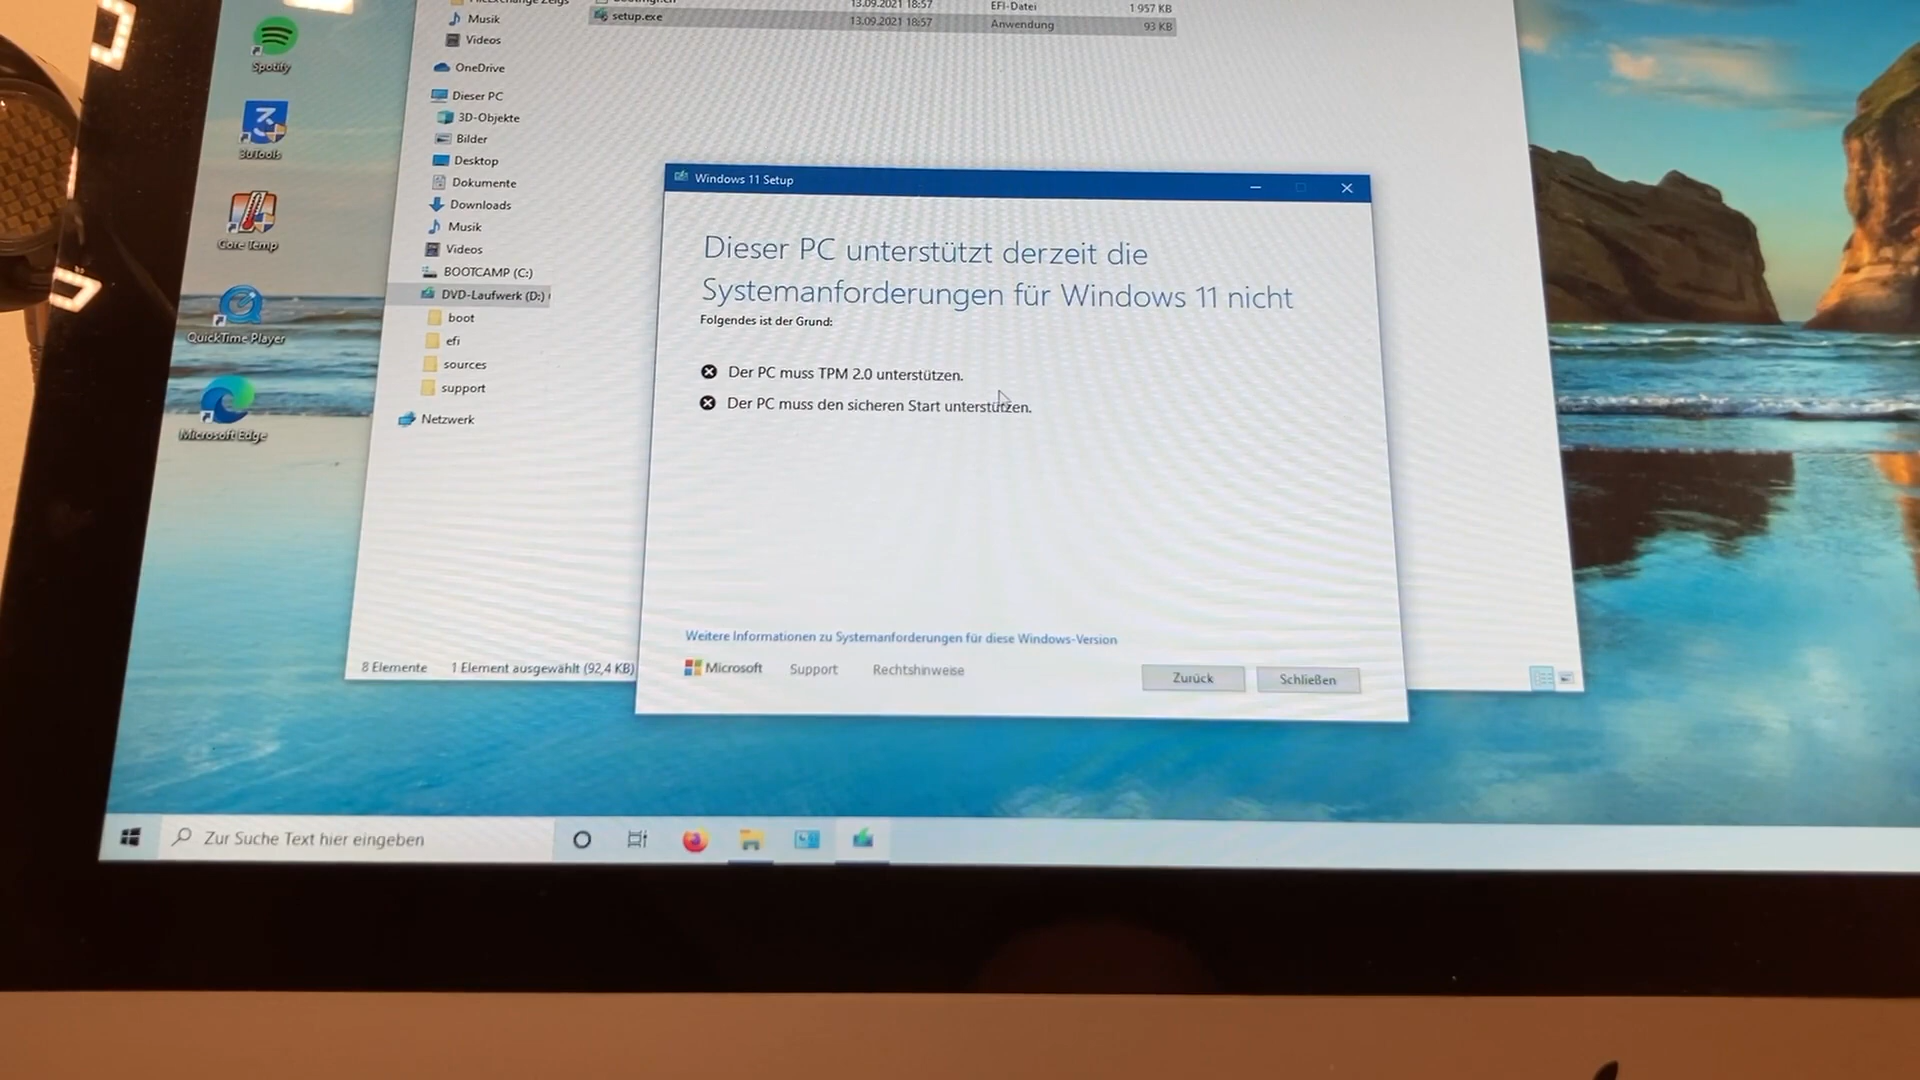 Spotify
3uTools
Core Temp
QuickTime Player
Microsoft Edge
Musik
Videos
OneDrive
Dieser PC
3D-Objekte
Bilder
Desktop
Dokumente
Downloads
Musik
Videos
BOOTCAMP (C:)
DVD-Laufwerk (D:)
boot
efi
sources
support
Netzwerk
13.09.2021 18:57 EFI-Datei 1 957 KB
setup.exe 13.09.2021 18:57 Anwendung 93 KB
8 Elemente 1 Element ausgewählt (92,4 KB)
Windows 11 Setup
Dieser PC unterstützt derzeit die
Systemanforderungen für Windows 11 nicht
Folgendes ist der Grund:
Der PC muss TPM 2.0 unterstützen.
Der PC muss den sicheren Start unterstützen.
Weitere Informationen zu Systemanforderungen für diese Windows-Version
Microsoft Support Rechtshinweise
Zurück Schließen
Zur Suche Text hier eingeben